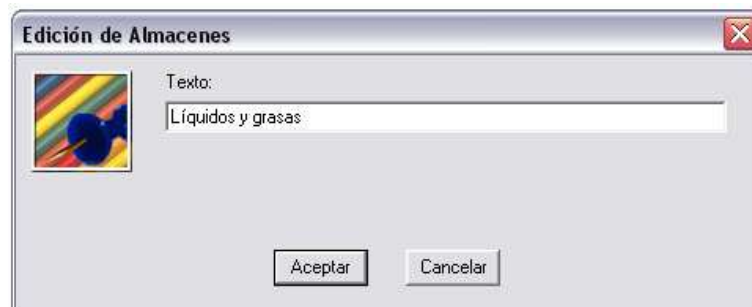 Edición de Almacenes
Texto:
Líquidos y grasas
Aceptar Cancelar